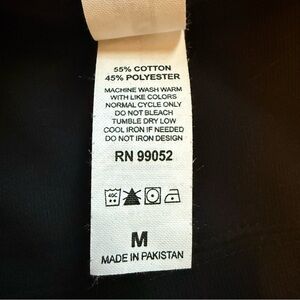 55% COTTON
45% POLYESTER
MACHINE WASH WARM
WITH LIKE COLORS
NORMAL CYCLE ONLY
DO NOT BLEACH
TUMBLE DRY LOW
COOL IRON IF NEEDED
DO NOT IRON DESIGN
RN 99052
40C
M
MADE IN PAKISTAN